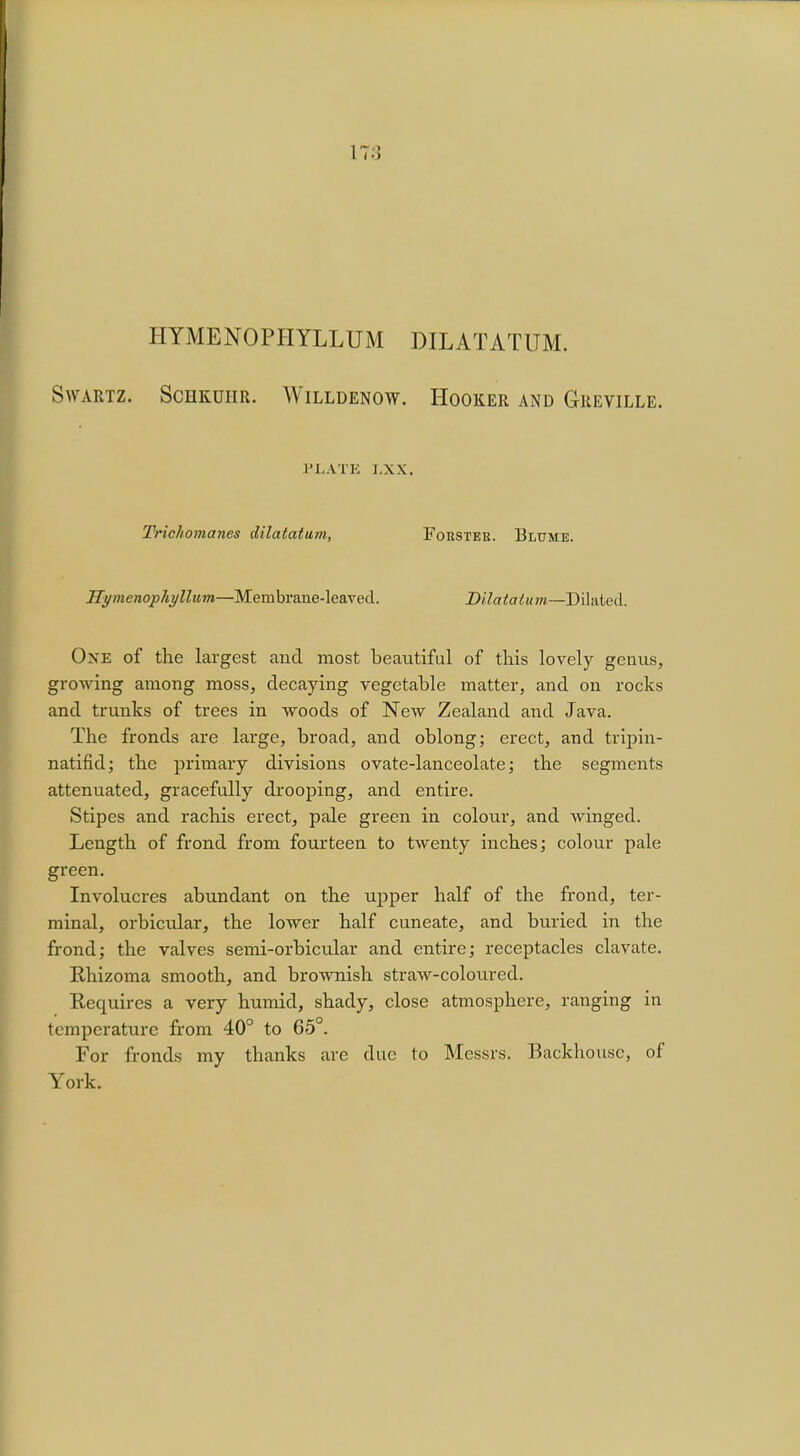 173
HYMENOPHYLLUM DILATATUM.
SWARTZ. SCHKUHR. WILLDENOW. HOOKER AND GREVILLE.
PLATE LXX.
Trichomanes dilatatum, FORSTER. BLUME.
Hymenophyllum—Membrane-leaved. Dilatatum—Dilated.
ONE of the largest and most beautiful of this lovely genus,
growing among moss, decaying vegetable matter, and on rocks
and trunks of trees in woods of New Zealand and Java.
The fronds are large, broad, and oblong; erect, and tripin-
natifid; the primary divisions ovate-lanceolate; the segments
attenuated, gracefully drooping, and entire.
Stipes and rachis erect, pale green in colour, and winged.
Length of frond from fourteen to twenty inches; colour pale
green.
Involucres abundant on the upper half of the frond, ter-
minal, orbicular, the lower half cuneate, and buried in the
frond; the valves semi-orbicular and entire; receptacles clavate.
Rhizoma smooth, and brownish straw-coloured.
Requires a very humid, shady, close atmosphere, ranging in
temperature from 40° to 65°.
For fronds my thanks are due to Messrs. Backhouse, of
York.